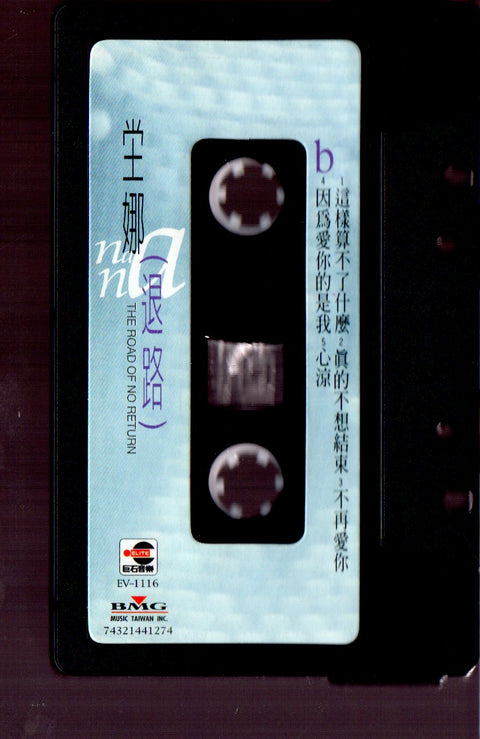 b
1 這樣算不了什麼 2 真的不想結束 3 不再愛你
4 因為愛你的是我 5 心涼
堂娜
nana
(退路)
THE ROAD OF NO RETURN
ELITE
巨石音樂
EV-1116
BMG
MUSIC TAIWAN INC.
74321441274